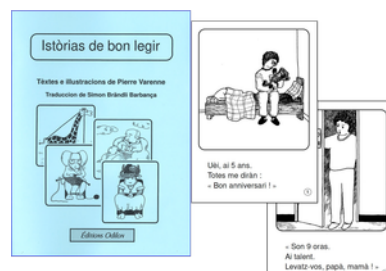 Istòrias de bon legir
Tèxtes e illustracions de Pierre Varenne
Traduccion de Simon Brändli Barbança
Edicions Odilon
Uèi, ai 5 ans.
Totes me diràn :
« Bon anniversari ! »
1
« Son 9 oras.
Ai talent.
Levatz-vos, papà, mamà ! »